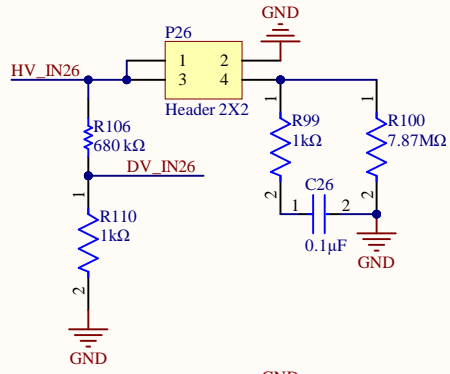 GND
P26
HV_IN26
1 2
3 4
Header 2X2
R106
680 kΩ
DV_IN26
1
R110
1kΩ
2
GND
1
R99
1kΩ
2
1
R100
7.87MΩ
2
C26
1 2
0.1µF
GND